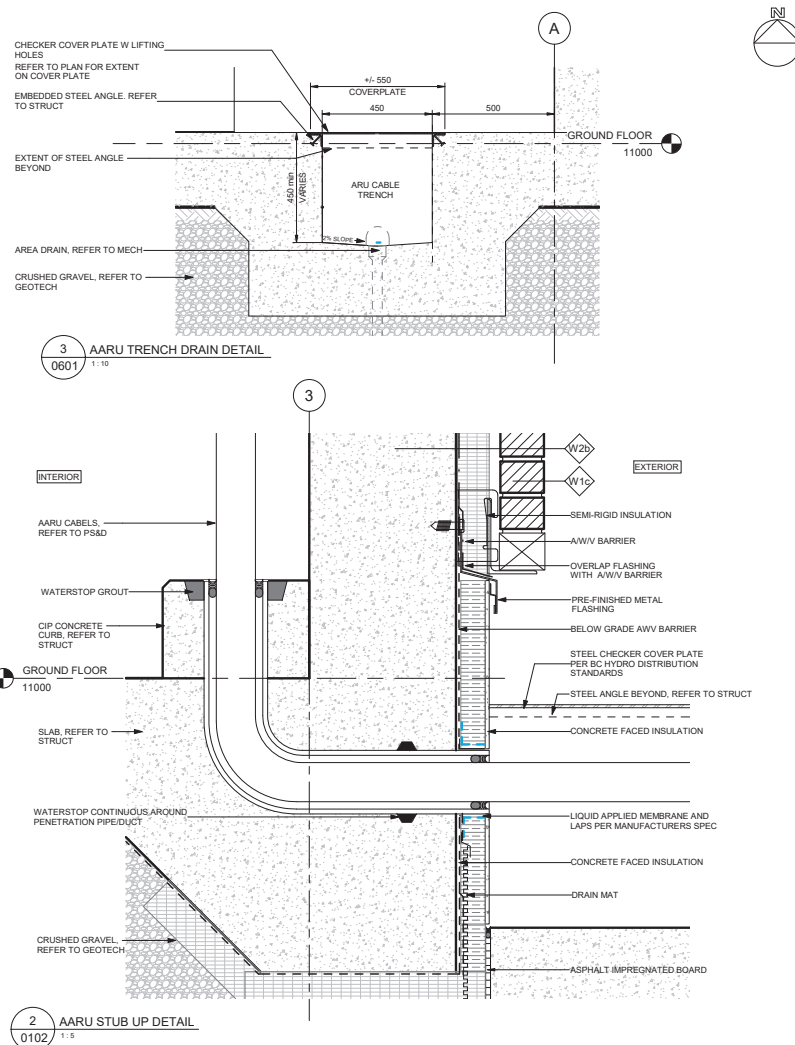 N
A
CHECKER COVER PLATE W LIFTING
HOLES
REFER TO PLAN FOR EXTENT
ON COVER PLATE
+/- 550
COVERPLATE
EMBEDDED STEEL ANGLE. REFER
TO STRUCT
450
500
GROUND FLOOR
11000
EXTENT OF STEEL ANGLE
BEYOND
450 min
VARIES
ARU CABLE
TRENCH
2% SLOPE
AREA DRAIN, REFER TO MECH
CRUSHED GRAVEL, REFER TO
GEOTECH
3
0601
AARU TRENCH DRAIN DETAIL
1 : 10
3
INTERIOR
W2b
EXTERIOR
W1c
AARU CABELS,
REFER TO PS&D
SEMI-RIGID INSULATION
A/W/V BARRIER
OVERLAP FLASHING
WITH A/W/V BARRIER
WATERSTOP GROUT
PRE-FINISHED METAL
FLASHING
CIP CONCRETE
CURB, REFER TO
STRUCT
BELOW GRADE AWV BARRIER
STEEL CHECKER COVER PLATE
PER BC HYDRO DISTRIBUTION
STANDARDS
GROUND FLOOR
11000
STEEL ANGLE BEYOND, REFER TO STRUCT
SLAB, REFER TO
STRUCT
CONCRETE FACED INSULATION
WATERSTOP CONTINUOUS AROUND
PENETRATION PIPE/DUCT
LIQUID APPLIED MEMBRANE AND
LAPS PER MANUFACTURERS SPEC
CONCRETE FACED INSULATION
DRAIN MAT
CRUSHED GRAVEL,
REFER TO GEOTECH
ASPHALT IMPREGNATED BOARD
2
0102
AARU STUB UP DETAIL
1 : 5